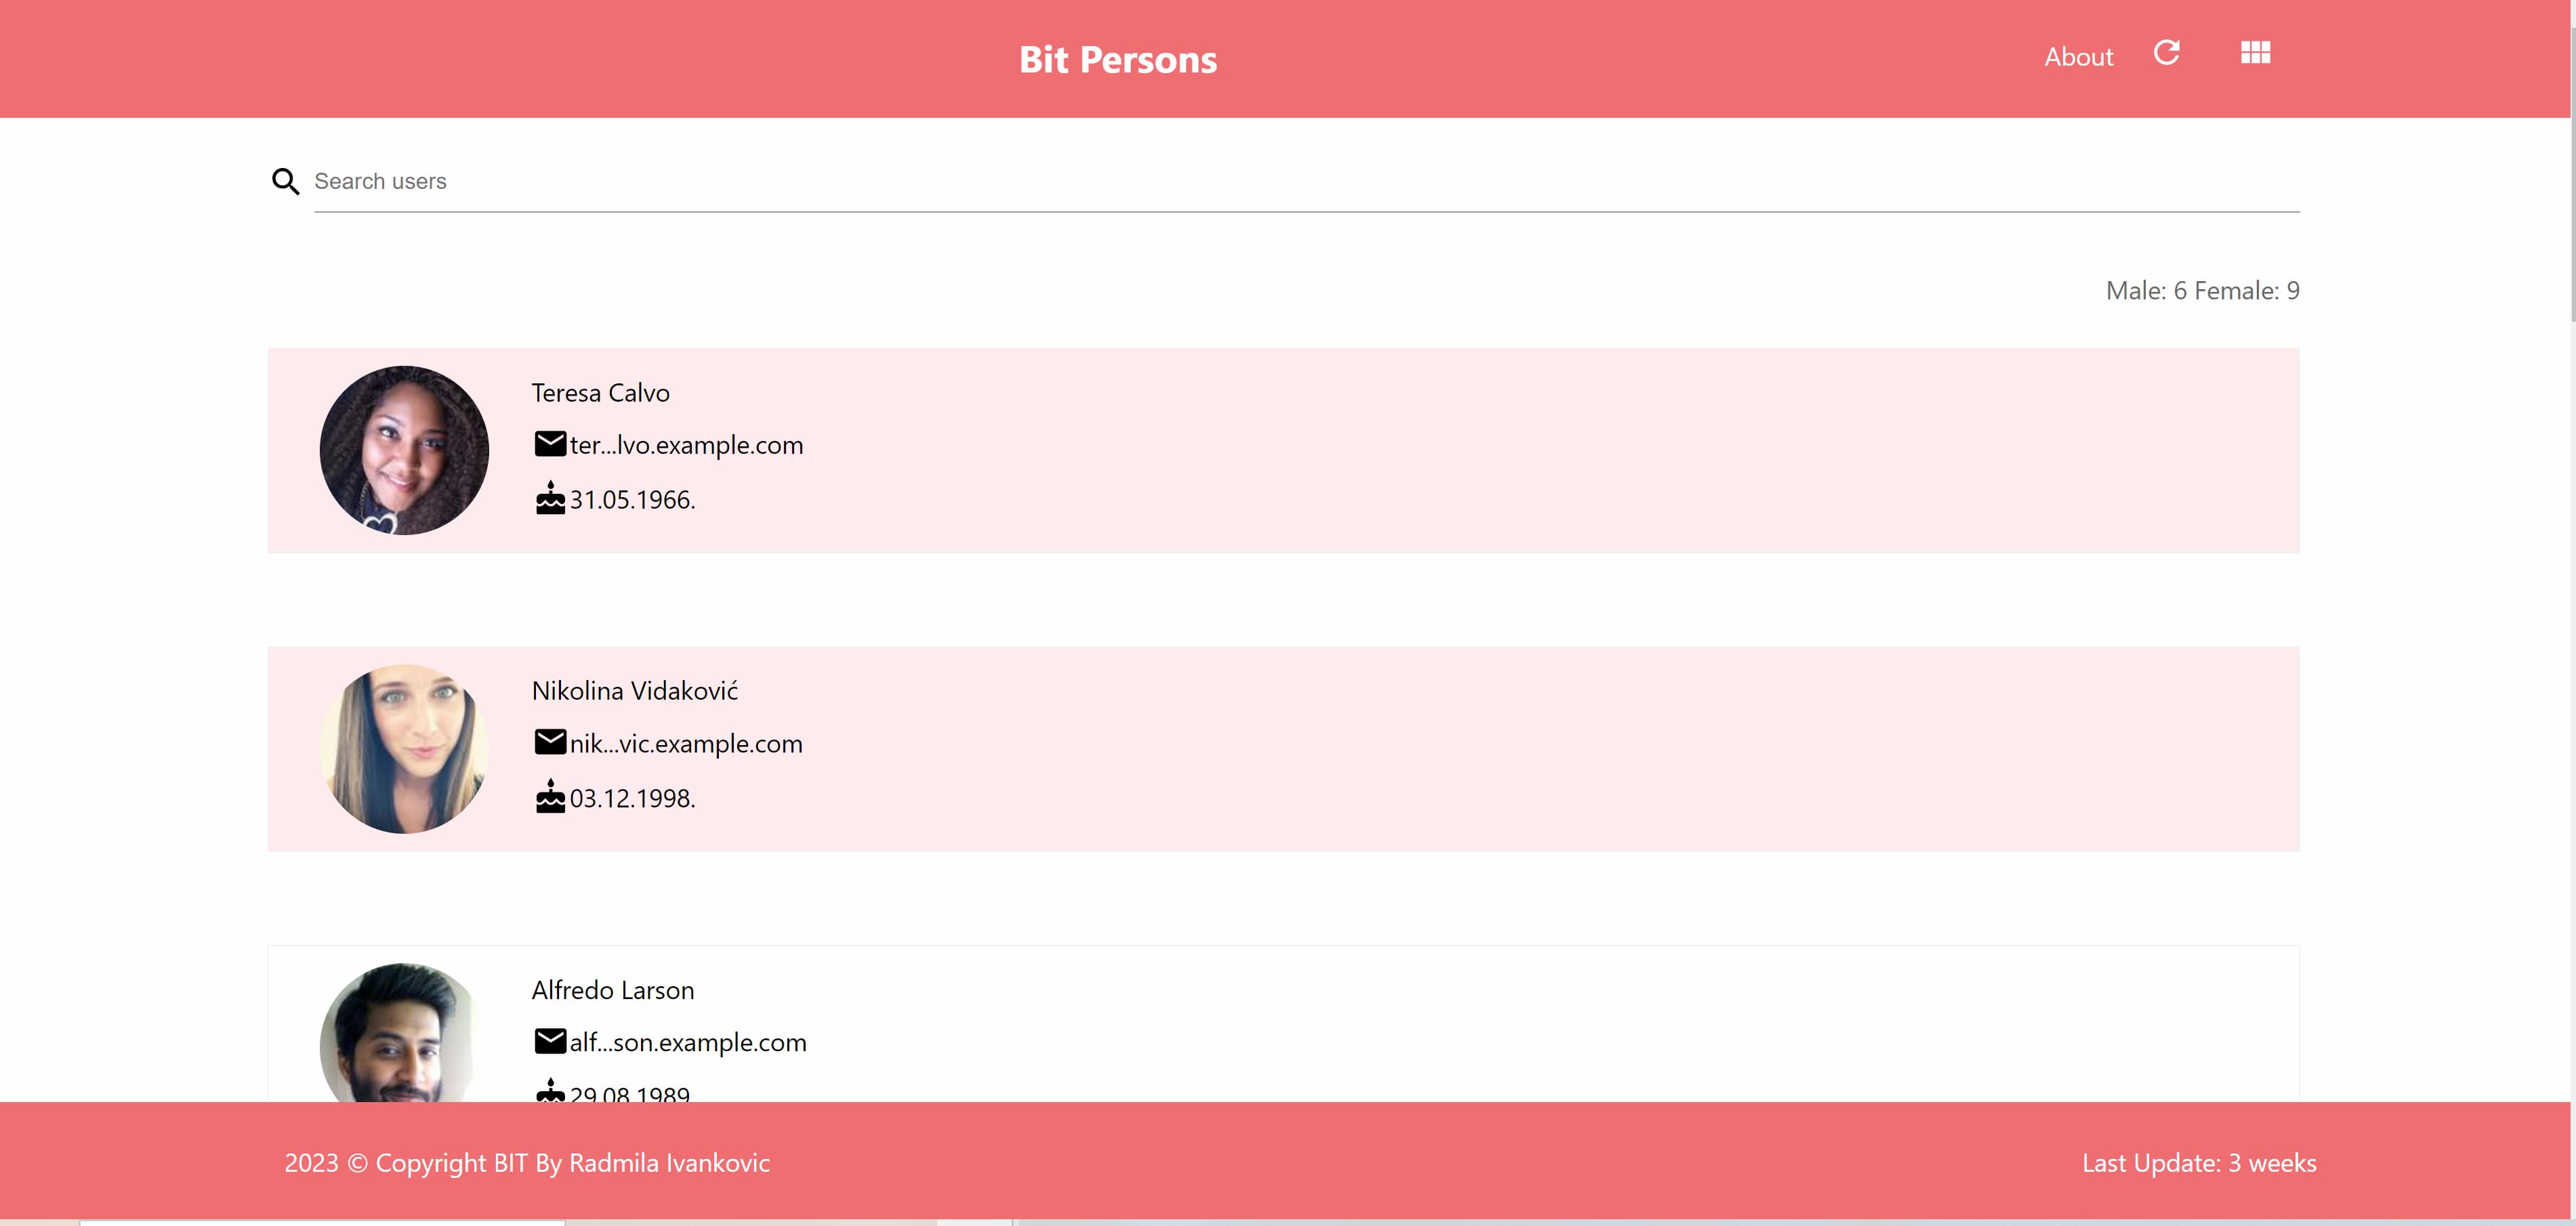 Bit Persons
About
Search users
Male: 6 Female: 9
Teresa Calvo
ter...lvo.example.com
31.05.1966.
Nikolina Vidaković
nik...vic.example.com
03.12.1998.
Alfredo Larson
alf...son.example.com
29.08.1989
2023 © Copyright BIT By Radmila Ivankovic
Last Update: 3 weeks